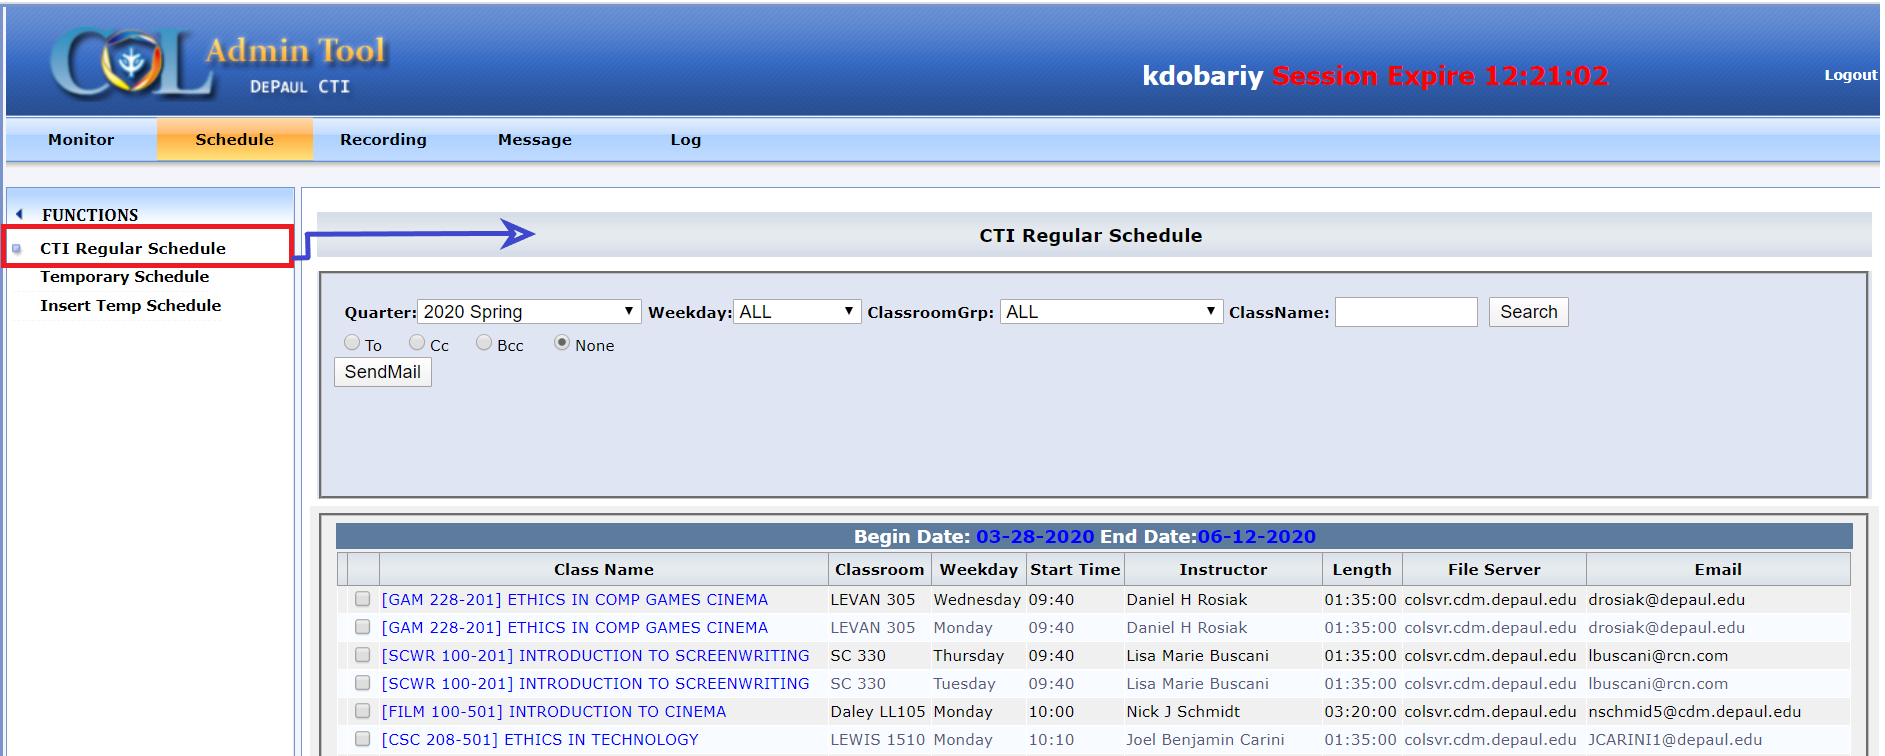 COL Admin Tool
DePaul CTI
kdobariy Session Expire 12:21:02
Logout
Monitor Schedule Recording Message Log
FUNCTIONS
CTI Regular Schedule
Temporary Schedule
Insert Temp Schedule
CTI Regular Schedule
Quarter: 2020 Spring Weekday: ALL ClassroomGrp: ALL ClassName: Search
To Cc Bcc None
SendMail
Begin Date: 03-28-2020 End Date:06-12-2020
Class Name Classroom Weekday Start Time Instructor Length File Server Email
[GAM 228-201] ETHICS IN COMP GAMES CINEMA LEVAN 305 Wednesday 09:40 Daniel H Rosiak 01:35:00 colsvr.cdm.depaul.edu drosiak@depaul.edu
[GAM 228-201] ETHICS IN COMP GAMES CINEMA LEVAN 305 Monday 09:40 Daniel H Rosiak 01:35:00 colsvr.cdm.depaul.edu drosiak@depaul.edu
[SCWR 100-201] INTRODUCTION TO SCREENWRITING SC 330 Thursday 09:40 Lisa Marie Buscani 01:35:00 colsvr.cdm.depaul.edu lbuscani@rcn.com
[SCWR 100-201] INTRODUCTION TO SCREENWRITING SC 330 Tuesday 09:40 Lisa Marie Buscani 01:35:00 colsvr.cdm.depaul.edu lbuscani@rcn.com
[FILM 100-501] INTRODUCTION TO CINEMA Daley LL105 Monday 10:00 Nick J Schmidt 03:20:00 colsvr.cdm.depaul.edu nschmid5@cdm.depaul.edu
[CSC 208-501] ETHICS IN TECHNOLOGY LEWIS 1510 Monday 10:10 Joel Benjamin Carini 01:35:00 colsvr.cdm.depaul.edu JCARINI1@depaul.edu